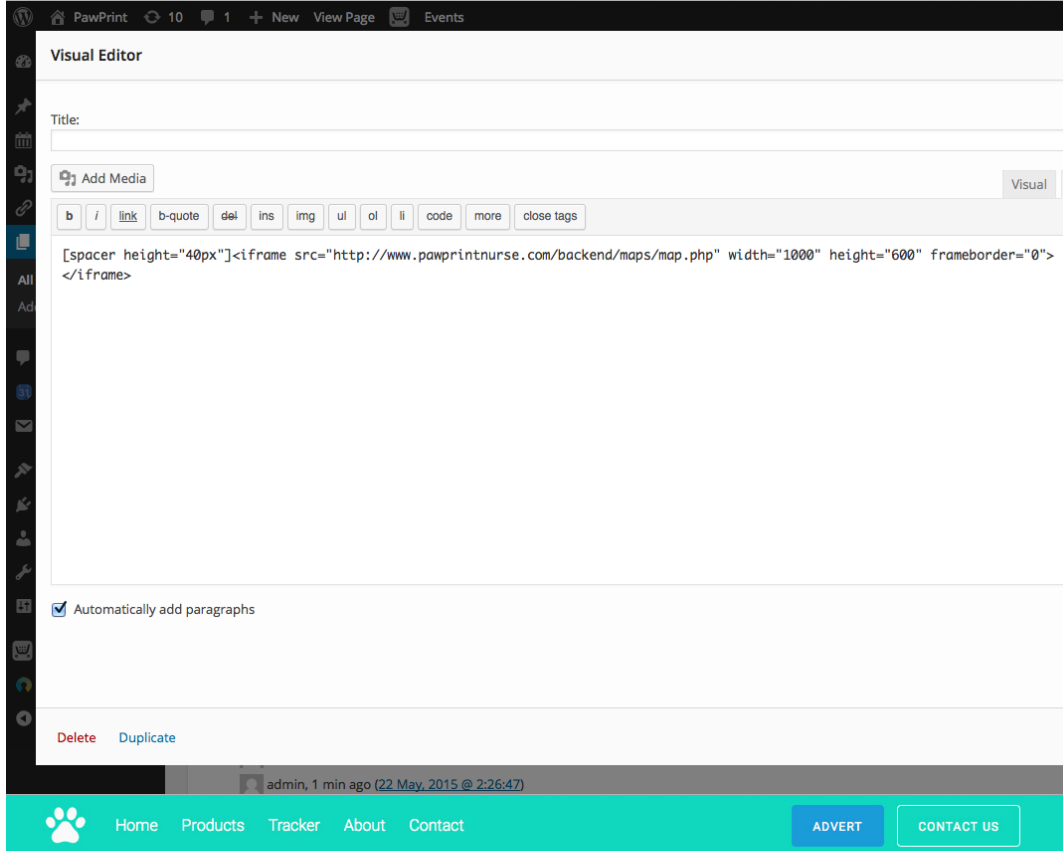 PawPrint 10 1 New View Page Events
Visual Editor
Title:
Add Media
Visual
b i link b-quote del ins img ul ol li code more close tags
[spacer height="40px"]<iframe src="http://www.pawprintnurse.com/backend/maps/map.php" width="1000" height="600" frameborder="0">
</iframe>
All
Ad
31
Automatically add paragraphs
Delete Duplicate
admin, 1 min ago (22 May, 2015 @ 2:26:47)
Home Products Tracker About Contact ADVERT CONTACT US